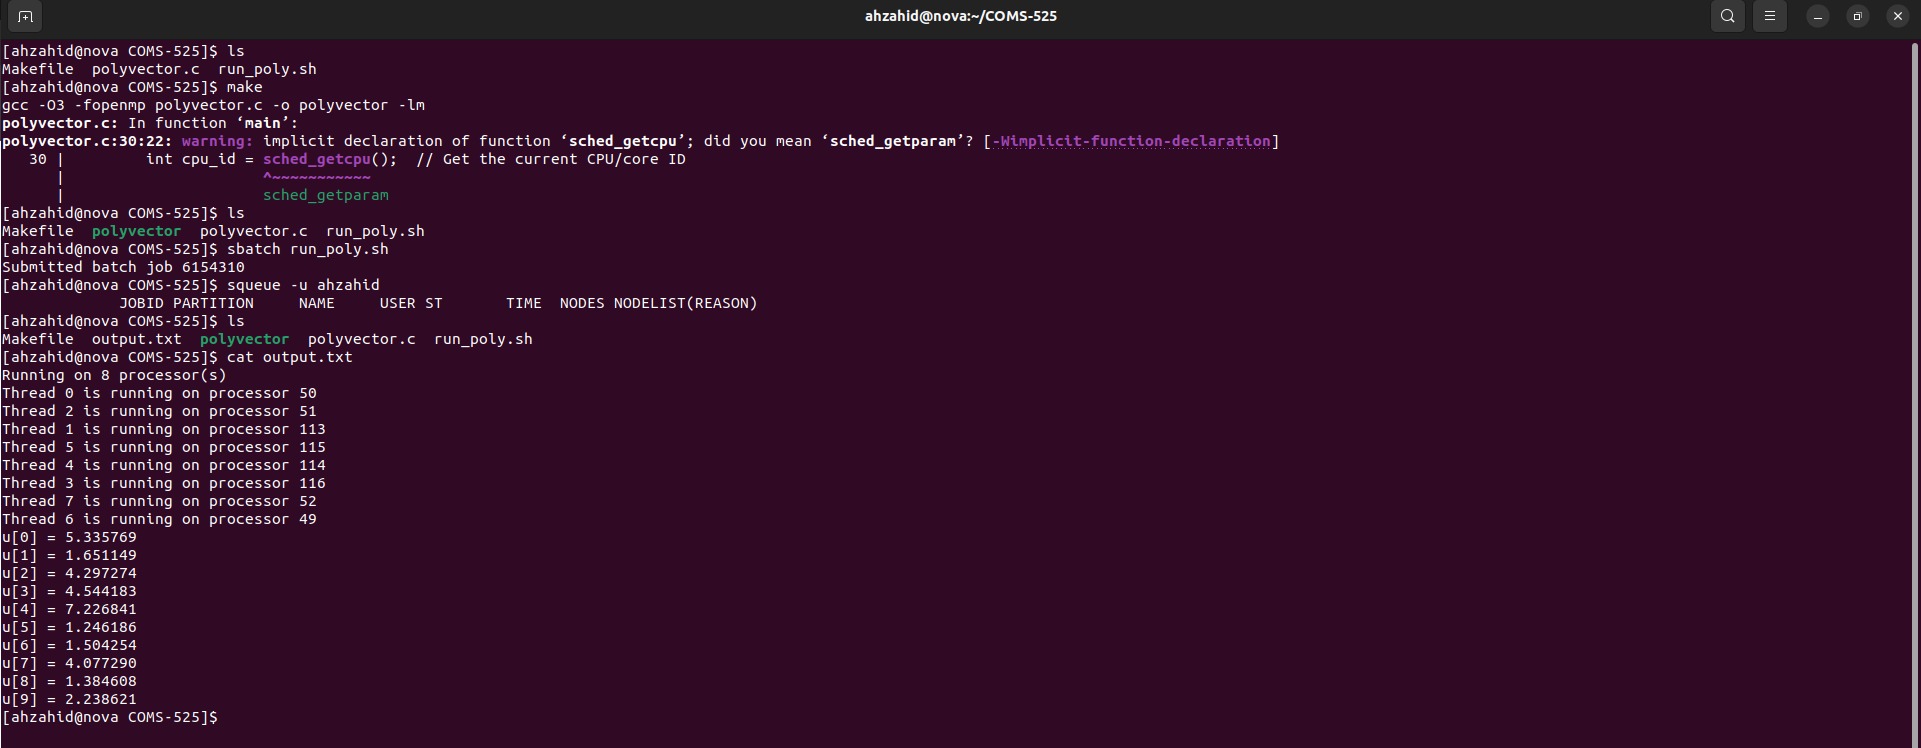 ahzahid@nova:~/COMS-525
[ahzahid@nova COMS-525]$ ls
Makefile  polyvector.c  run_poly.sh
[ahzahid@nova COMS-525]$ make
gcc -O3 -fopenmp polyvector.c -o polyvector -lm
polyvector.c: In function ‘main’:
polyvector.c:30:22: warning: implicit declaration of function ‘sched_getcpu’; did you mean ‘sched_getparam’? [-Wimplicit-function-declaration]
   30 |         int cpu_id = sched_getcpu();  // Get the current CPU/core ID
      |                      ^~~~~~~~~~~~
      |                      sched_getparam
[ahzahid@nova COMS-525]$ ls
Makefile  polyvector  polyvector.c  run_poly.sh
[ahzahid@nova COMS-525]$ sbatch run_poly.sh
Submitted batch job 6154310
[ahzahid@nova COMS-525]$ squeue -u ahzahid
             JOBID PARTITION     NAME     USER ST       TIME  NODES NODELIST(REASON)
[ahzahid@nova COMS-525]$ ls
Makefile  output.txt  polyvector  polyvector.c  run_poly.sh
[ahzahid@nova COMS-525]$ cat output.txt
Running on 8 processor(s)
Thread 0 is running on processor 50
Thread 2 is running on processor 51
Thread 1 is running on processor 113
Thread 5 is running on processor 115
Thread 4 is running on processor 114
Thread 3 is running on processor 116
Thread 7 is running on processor 52
Thread 6 is running on processor 49
u[0] = 5.335769
u[1] = 1.651149
u[2] = 4.297274
u[3] = 4.544183
u[4] = 7.226841
u[5] = 1.246186
u[6] = 1.504254
u[7] = 4.077290
u[8] = 1.384608
u[9] = 2.238621
[ahzahid@nova COMS-525]$